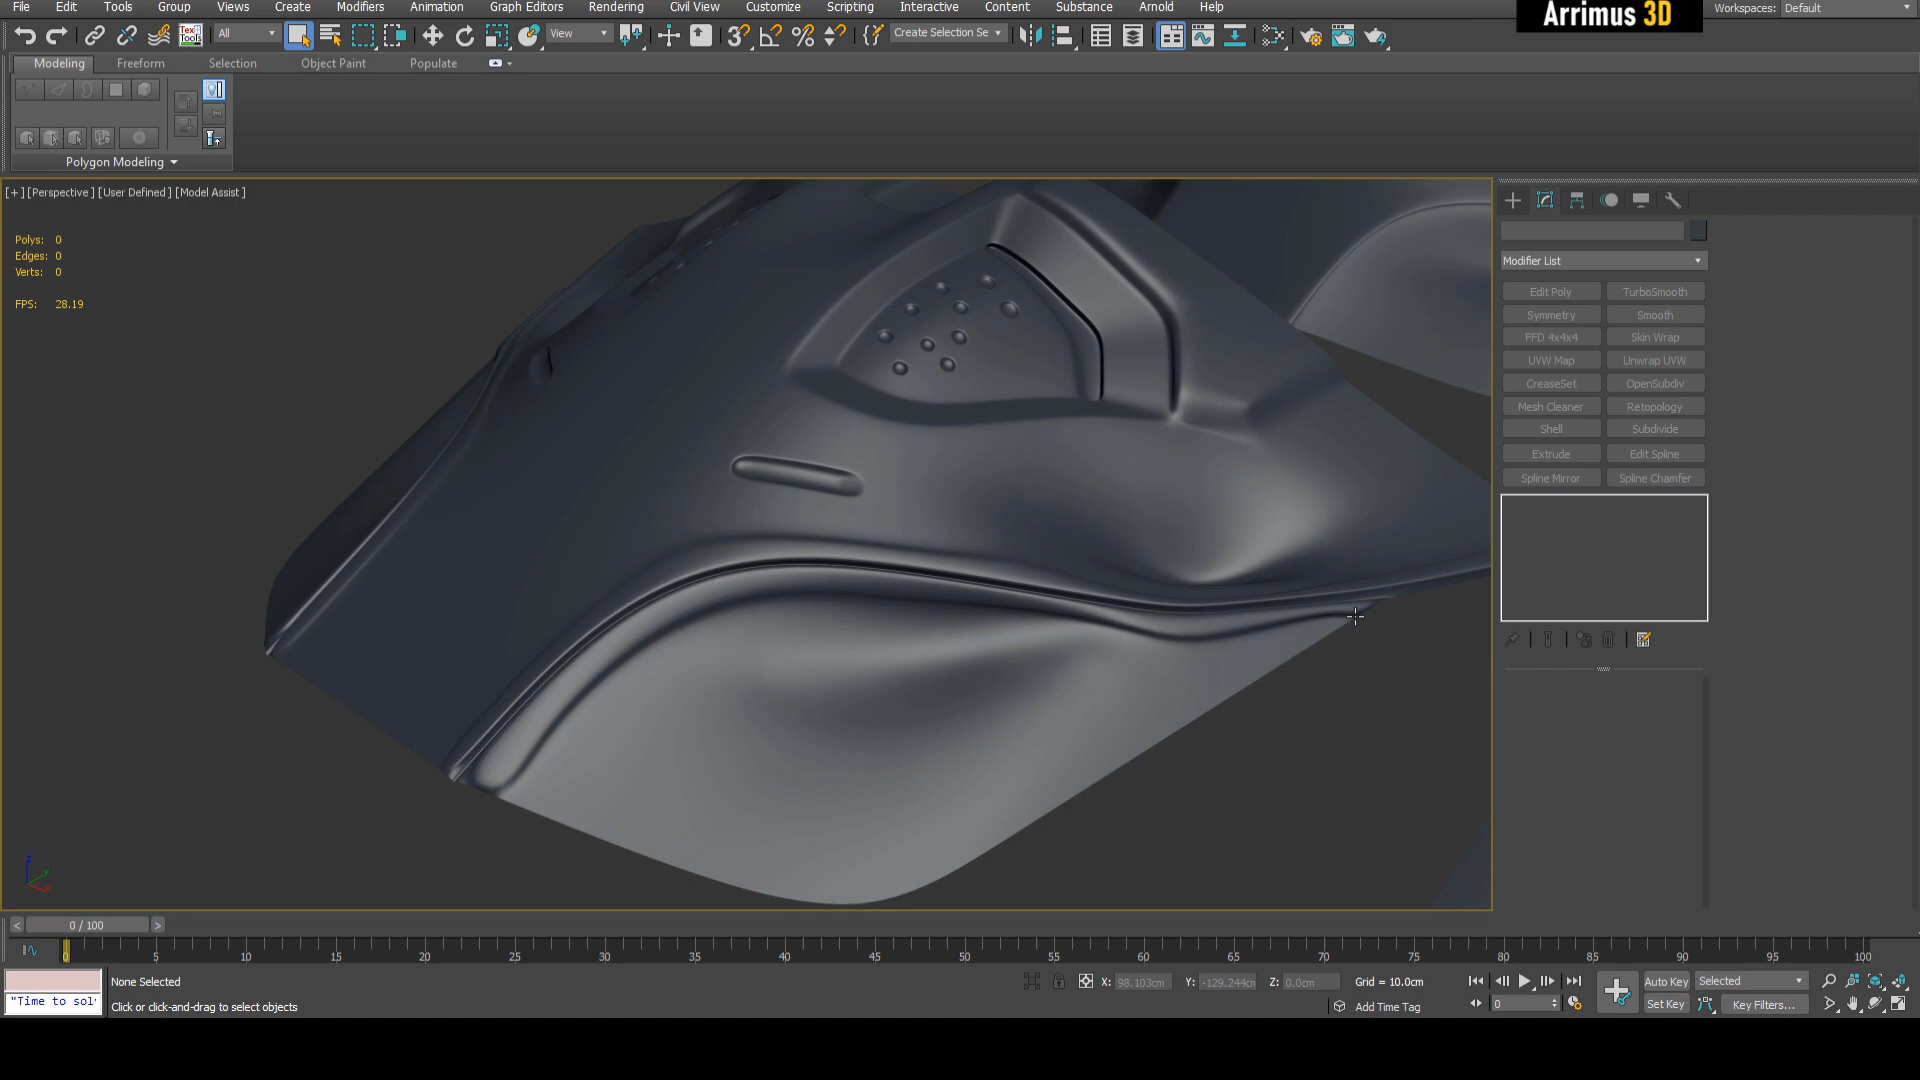 File Edit Tools Group Views Create Modifiers Animation Graph Editors Rendering Civil View Customize Scripting Interactive Content Substance Arnold Help
Arrimus 3D
Workspaces: Default
All
View
Create Selection Se
Modeling Freeform Selection Object Paint Populate
Polygon Modeling
[+] [Perspective] [User Defined] [Model Assist]
Polys: 0
Edges: 0
Verts: 0
FPS: 28.19
Modifier List
Edit Poly TurboSmooth
Symmetry Smooth
FFD 4x4x4 Skin Wrap
UVW Map Unwrap UVW
CreaseSet OpenSubdiv
Mesh Cleaner Retopology
Shell Subdivide
Extrude Edit Spline
Spline Mirror Spline Chamfer
z
y
x
< 0 / 100 >
0 5 10 15 20 25 30 35 40 45 50 55 60 65 70 75 80 85 90 95 100
None Selected
X: 98.103cm Y: -129.244cm Z: 0.0cm Grid = 10.0cm
Auto Key Selected
"Time to sol
Click or click-and-drag to select objects
Add Time Tag
0
Set Key Key Filters...